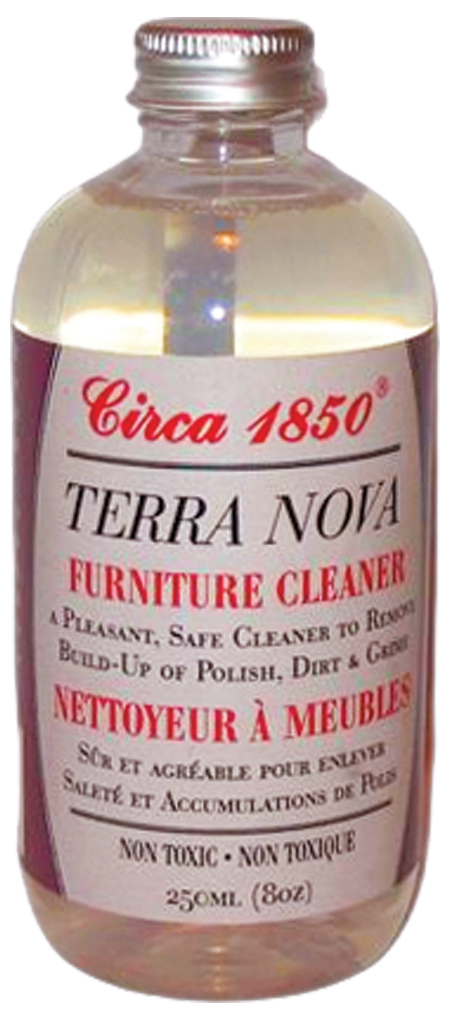 Circa 1850®
TERRA NOVA
FURNITURE CLEANER
A PLEASANT, SAFE CLEANER TO REMOVE
BUILD-UP OF POLISH, DIRT & GRIME
NETTOYEUR À MEUBLES
SÛR ET AGRÉABLE POUR ENLEVER
SALETÉ ET ACCUMULATIONS DE POLIS
NON TOXIC • NON TOXIQUE
250ML (8OZ)